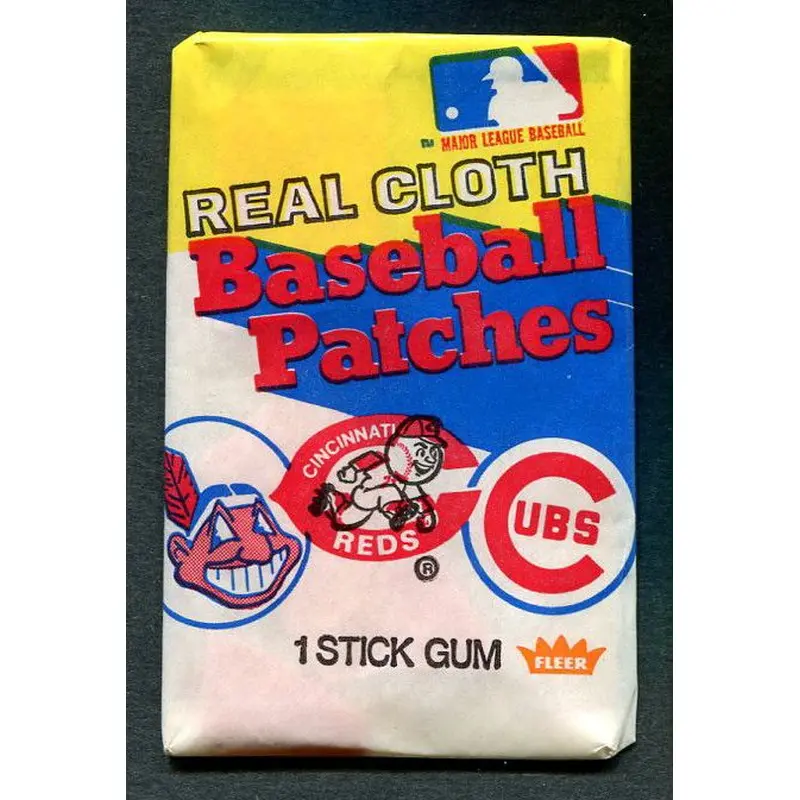 MAJOR LEAGUE BASEBALL
REAL CLOTH
Baseball
Patches
CINCINNATI
REDS
®
UBS
1 STICK GUM
FLEER